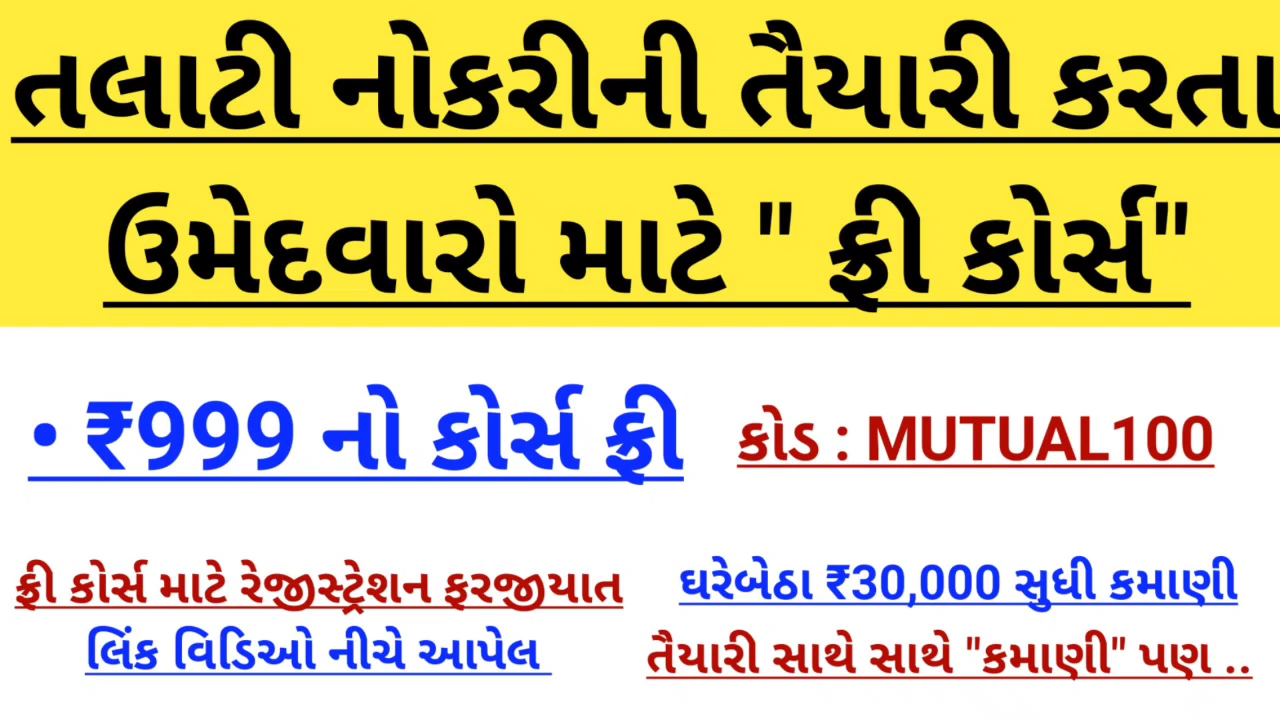 તલાટી નોકરીની તૈયારી કરતા
ઉમેદવારો માટે " ફ્રી કોર્સ"
• ₹999 નો કોર્સ ફ્રી
કોડ : MUTUAL100
ફ્રી કોર્સ માટે રેજીસ્ટ્રેશન ફરજીયાત
લિંક વિડિઓ નીચે આપેલ
ઘરેબેઠા ₹30,000 સુધી કમાણી
તૈયારી સાથે સાથે "કમાણી" પણ ..